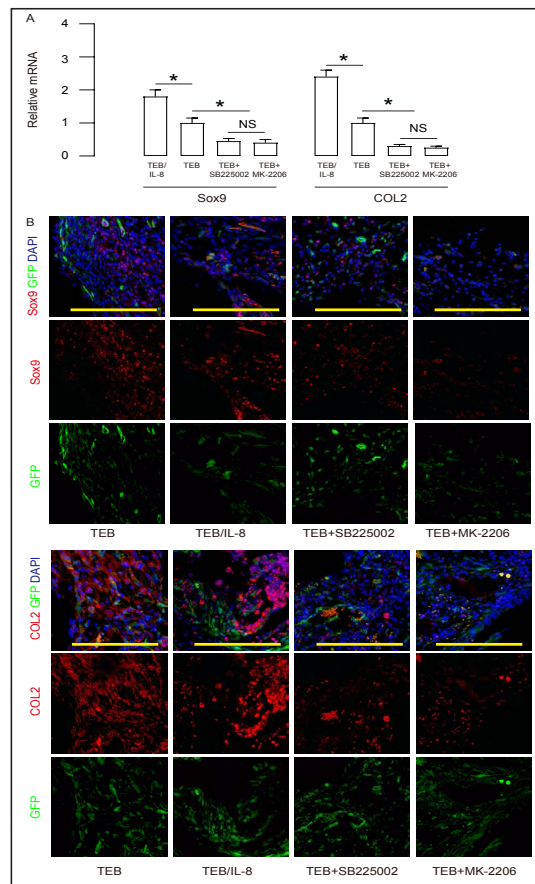 A
Relative mRNA
4
3
2
1
0
*
*
NS
*
*
NS
TEB/ IL-8
TEB
TEB+ SB225002
TEB+ MK-2206
TEB/ IL-8
TEB
TEB+ SB225002
TEB+ MK-2206
Sox9
COL2
B
Sox9 GFP DAPI
Sox9
GFP
TEB
TEB/IL-8
TEB+SB225002
TEB+MK-2206
COL2 GFP DAPI
COL2
GFP
TEB
TEB/IL-8
TEB+SB225002
TEB+MK-2206